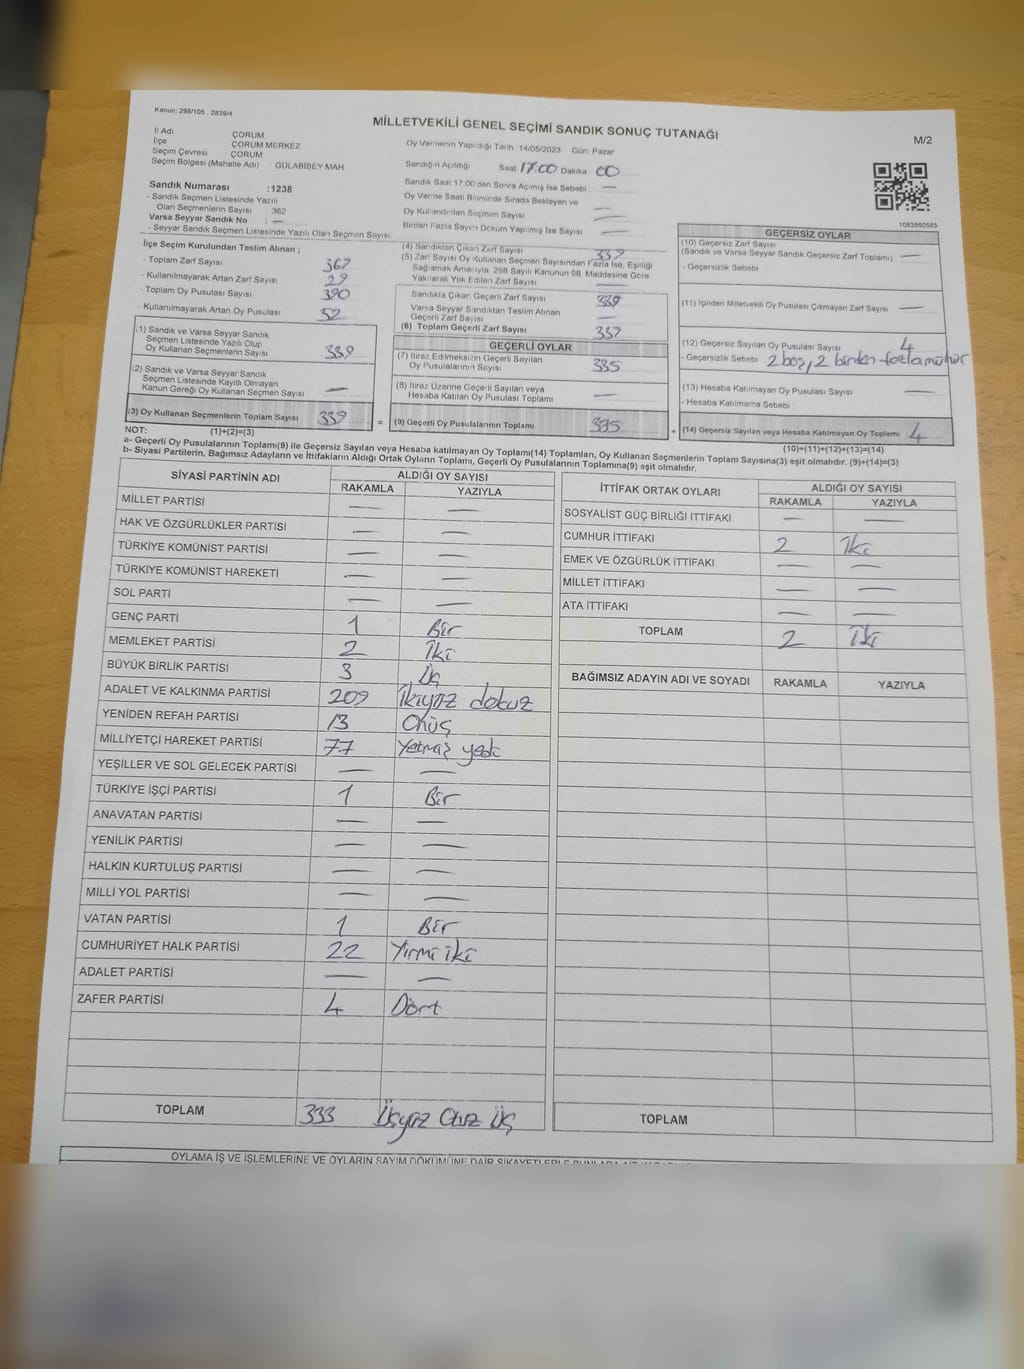 Kanun: 298/105 , 2839/4
MİLLETVEKİLİ GENEL SEÇİMİ SANDIK SONUÇ TUTANAĞI
M/2
İl Adı : ÇORUM
İlçe : ÇORUM MERKEZ
Seçim Çevresi : ÇORUM
Seçim Bölgesi (Mahalle Adı) : GÜLABİBEY MAH
Oy Vermenin Yapıldığı Tarih 14/05/2023 Gün: Pazar
Sandığın Açıldığı Saat 17:00 Dakika 00
Sandık Saat 17:00'den Sonra Açılmış İse Sebebi —
Oy Verme Saati Bitiminde Sırada Bekleyen ve
Oy Kullandırılan Seçmen Sayısı —
Birden Fazla Sayım Döküm Yapılmış İse Sayısı —
1083860565
Sandık Numarası : 1238
- Sandık Seçmen Listesinde Yazılı
Olan Seçmenlerin Sayısı : 362
Varsa Seyyar Sandık No : —
- Seyyar Sandık Seçmen Listesinde Yazılı Olan Seçmen Sayısı:
İlçe Seçim Kurulundan Teslim Alınan ;
- Toplam Zarf Sayısı 367
- Kullanılmayarak Artan Zarf Sayısı 29
- Toplam Oy Pusulası Sayısı 390
- Kullanılmayarak Artan Oy Pusulası 52
(1) Sandık ve Varsa Seyyar Sandık
Seçmen Listesinde Yazılı Olup
Oy Kullanan Seçmenlerin Sayısı 339
(2) Sandık ve Varsa Seyyar Sandık
Seçmen Listesinde Kayıtlı Olmayan
Kanun Gereği Oy Kullanan Seçmen Sayısı —
(3) Oy Kullanan Seçmenlerin Toplam Sayısı 339
(4) Sandıktan Çıkan Zarf Sayısı 339
(5) Zarf Sayısı Oy Kullanan Seçmen Sayısından Fazla İse, Eşitliği
Sağlamak Amacıyla, 298 Sayılı Kanunun 98. Maddesine Göre
Yakılarak Yok Edilen Zarf Sayısı —
Sandıkta Çıkan Geçerli Zarf Sayısı 339
Varsa Seyyar Sandıktan Teslim Alınan
Geçerli Zarf Sayısı —
(6) Toplam Geçerli Zarf Sayısı 339
GEÇERLİ OYLAR
(7) İtiraz Edilmeksizin Geçerli Sayılan
Oy Pusulalarının Sayısı 335
(8) İtiraz Üzerine Geçerli Sayılan veya
Hesaba Katılan Oy Pusulası Toplamı —
= (9) Geçerli Oy Pusulalarının Toplamı 335
GEÇERSİZ OYLAR
(10) Geçersiz Zarf Sayısı
(Sandık ve Varsa Seyyar Sandık Geçersiz Zarf Toplamı) —
- Geçersizlik Sebebi
(11) İçinden Milletvekili Oy Pusulası Çıkmayan Zarf Sayısı —
(12) Geçersiz Sayılan Oy Pusulası Sayısı 4
- Geçersizlik Sebebi 2 boş, 2 birden fazla mühür
(13) Hesaba Katılmayan Oy Pusulası Sayısı —
- Hesaba Katılmama Sebebi
+ (14) Geçersiz Sayılan veya Hesaba Katılmayan Oy Toplamı 4
NOT: (1)+(2)=(3)
(10)+(11)+(12)+(13)=(14)
a- Geçerli Oy Pusulalarının Toplamı(9) ile Geçersiz Sayılan veya Hesaba katılmayan Oy Toplamı(14) Toplamları, Oy Kullanan Seçmenlerin Toplam Sayısına(3) eşit olmalıdır. (9)+(14)=(3)
b- Siyasi Partilerin, Bağımsız Adayların ve İttifakların Aldığı Ortak Oyların Toplamı, Geçerli Oy Pusulalarının Toplamına(9) eşit olmalıdır.
SİYASİ PARTİNİN ADI ALDIĞI OY SAYISI
RAKAMLA YAZIYLA
MİLLET PARTİSİ — —
HAK VE ÖZGÜRLÜKLER PARTİSİ — —
TÜRKİYE KOMÜNİST PARTİSİ — —
TÜRKİYE KOMÜNİST HAREKETİ — —
SOL PARTİ — —
GENÇ PARTİ 1 Bir
MEMLEKET PARTİSİ 2 İki
BÜYÜK BİRLİK PARTİSİ 3 Üç
ADALET VE KALKINMA PARTİSİ 209 İkiyüz dokuz
YENİDEN REFAH PARTİSİ 13 Onüç
MİLLİYETÇİ HAREKET PARTİSİ 77 Yetmiş yedi
YEŞİLLER VE SOL GELECEK PARTİSİ — —
TÜRKİYE İŞÇİ PARTİSİ 1 Bir
ANAVATAN PARTİSİ — —
YENİLİK PARTİSİ — —
HALKIN KURTULUŞ PARTİSİ — —
MİLLİ YOL PARTİSİ — —
VATAN PARTİSİ 1 Bir
CUMHURİYET HALK PARTİSİ 22 Yirmi iki
ADALET PARTİSİ — —
ZAFER PARTİSİ 4 Dört
TOPLAM 333 Üçyüz Otuz Üç
İTTİFAK ORTAK OYLARI ALDIĞI OY SAYISI
RAKAMLA YAZIYLA
SOSYALİST GÜÇ BİRLİĞİ İTTİFAKI — —
CUMHUR İTTİFAKI 2 İki
EMEK VE ÖZGÜRLÜK İTTİFAKI — —
MİLLET İTTİFAKI — —
ATA İTTİFAKI — —
TOPLAM 2 İki
BAĞIMSIZ ADAYIN ADI VE SOYADI RAKAMLA YAZIYLA
TOPLAM
OYLAMA İŞ VE İŞLEMLERİNE VE OYLARIN SAYIM DÖKÜMÜNE DAİR ŞİKAYETLERLE BUNLARA